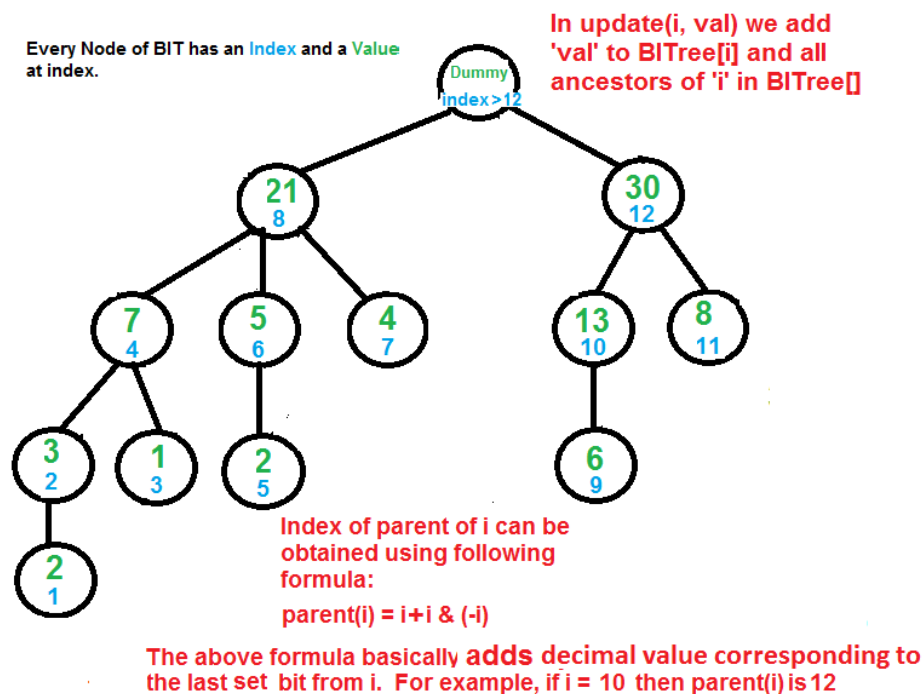 Every Node of BIT has an Index and a Value
at index.
In update(i, val) we add
'val' to BITree[i] and all
ancestors of 'i' in BITree[]
Dummy
index>12
21
8
30
12
7
4
5
6
4
7
13
10
8
11
3
2
1
3
2
5
6
9
2
1
Index of parent of i can be
obtained using following
formula:
parent(i) = i+i & (-i)
The above formula basically adds decimal value corresponding to
the last set bit from i. For example, if i = 10 then parent(i) is 12